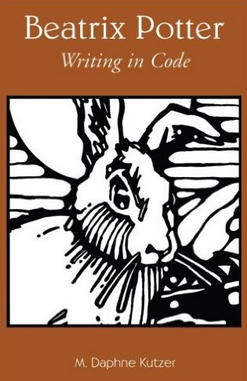 Beatrix Potter
Writing in Code
M. Daphne Kutzer